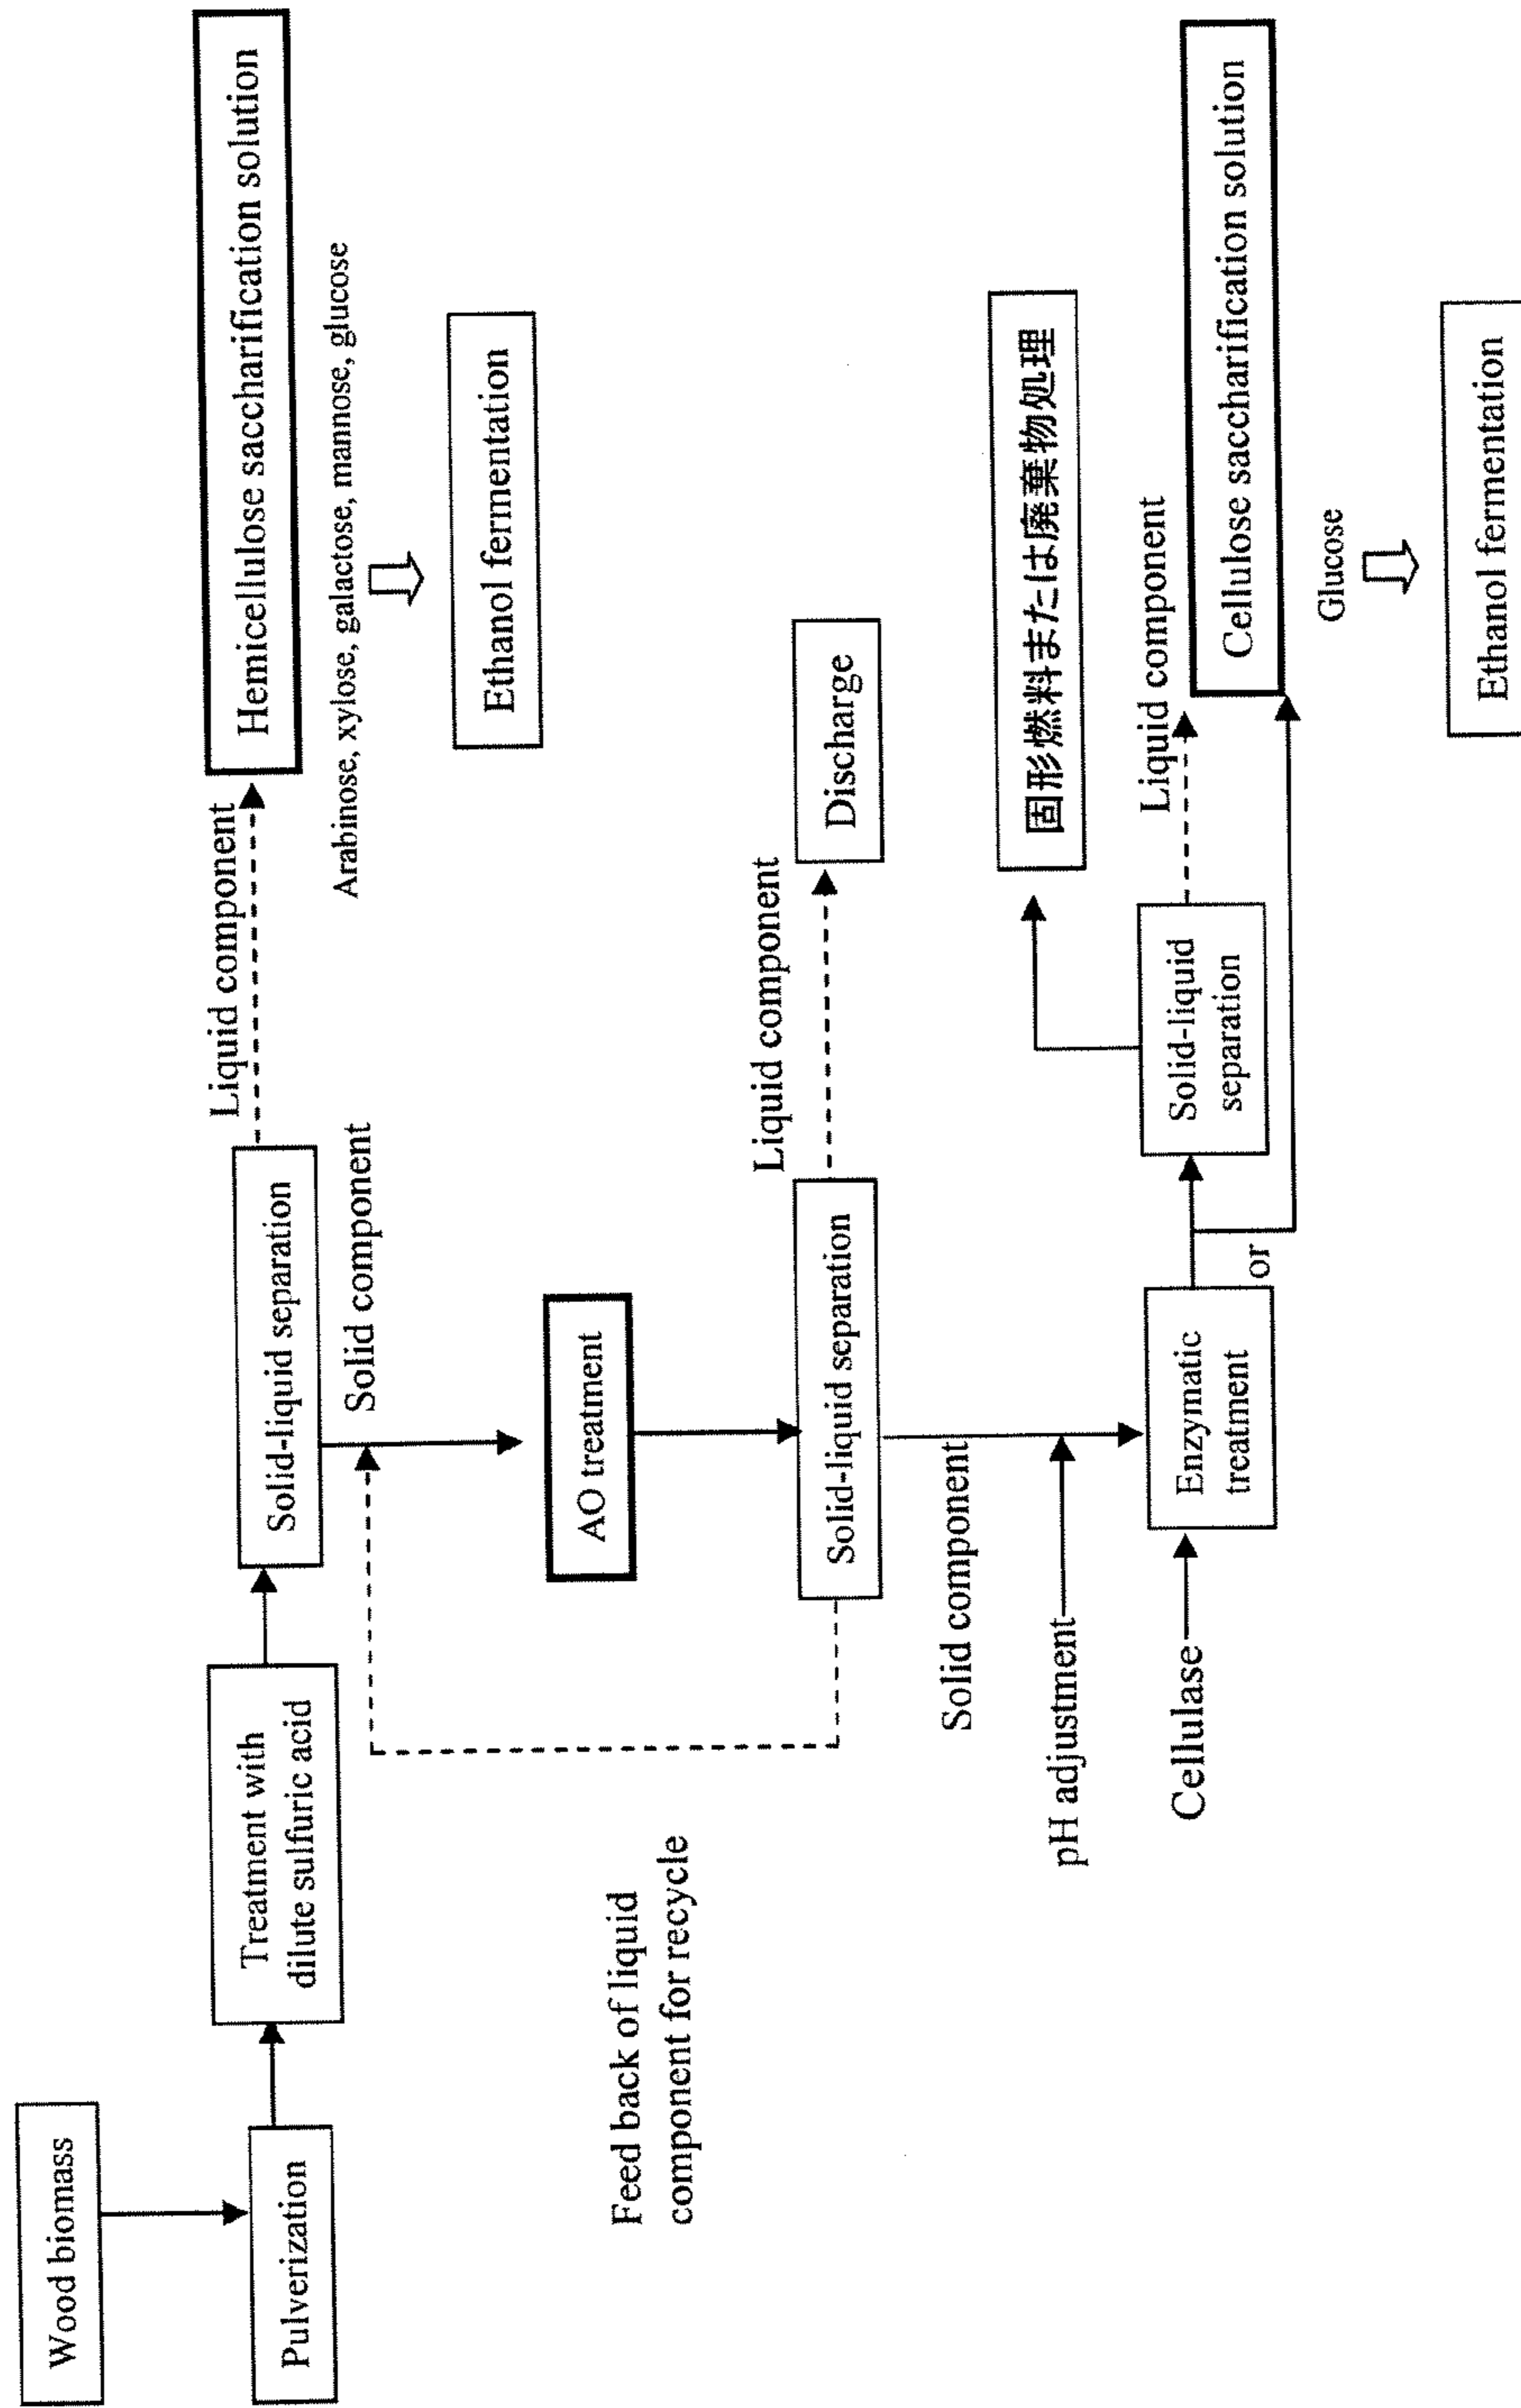 Wood biomass
Pulverization
Treatment with
dilute sulfuric acid
Solid-liquid separation
Liquid component
Hemicellulose saccharification solution
Arabinose, xylose, galactose, mannose, glucose
Ethanol fermentation
Solid component
AO treatment
Feed back of liquid
component for recycle
Solid-liquid separation
Liquid component
Discharge
Solid component
pH adjustment
Cellulase
Enzymatic
treatment
or
Solid-liquid
separation
固形燃料または廃棄物処理
Liquid component
Cellulose saccharification solution
Glucose
Ethanol fermentation